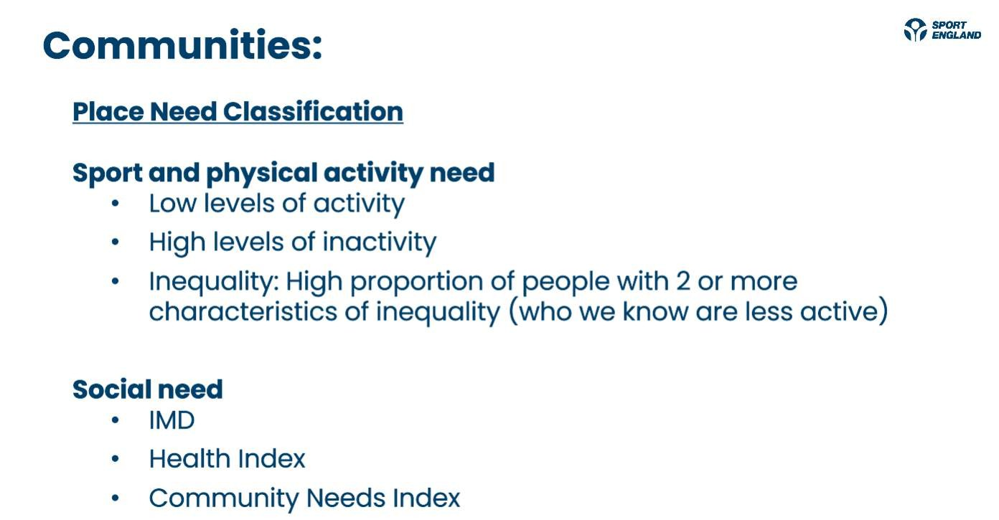 Communities:
SPORT
ENGLAND
Place Need Classification
Sport and physical activity need
• Low levels of activity
• High levels of inactivity
• Inequality: High proportion of people with 2 or more
characteristics of inequality (who we know are less active)
Social need
• IMD
• Health Index
• Community Needs Index